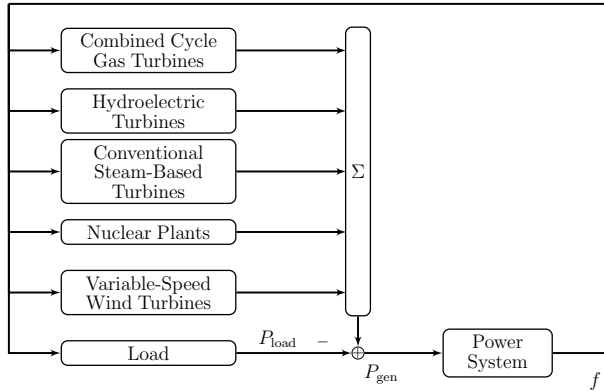 Combined Cycle
Gas Turbines
Hydroelectric
Turbines
Conventional
Steam-Based
Turbines
Σ
Nuclear Plants
Variable-Speed
Wind Turbines
Load
P_load
−
P_gen
Power
System
f